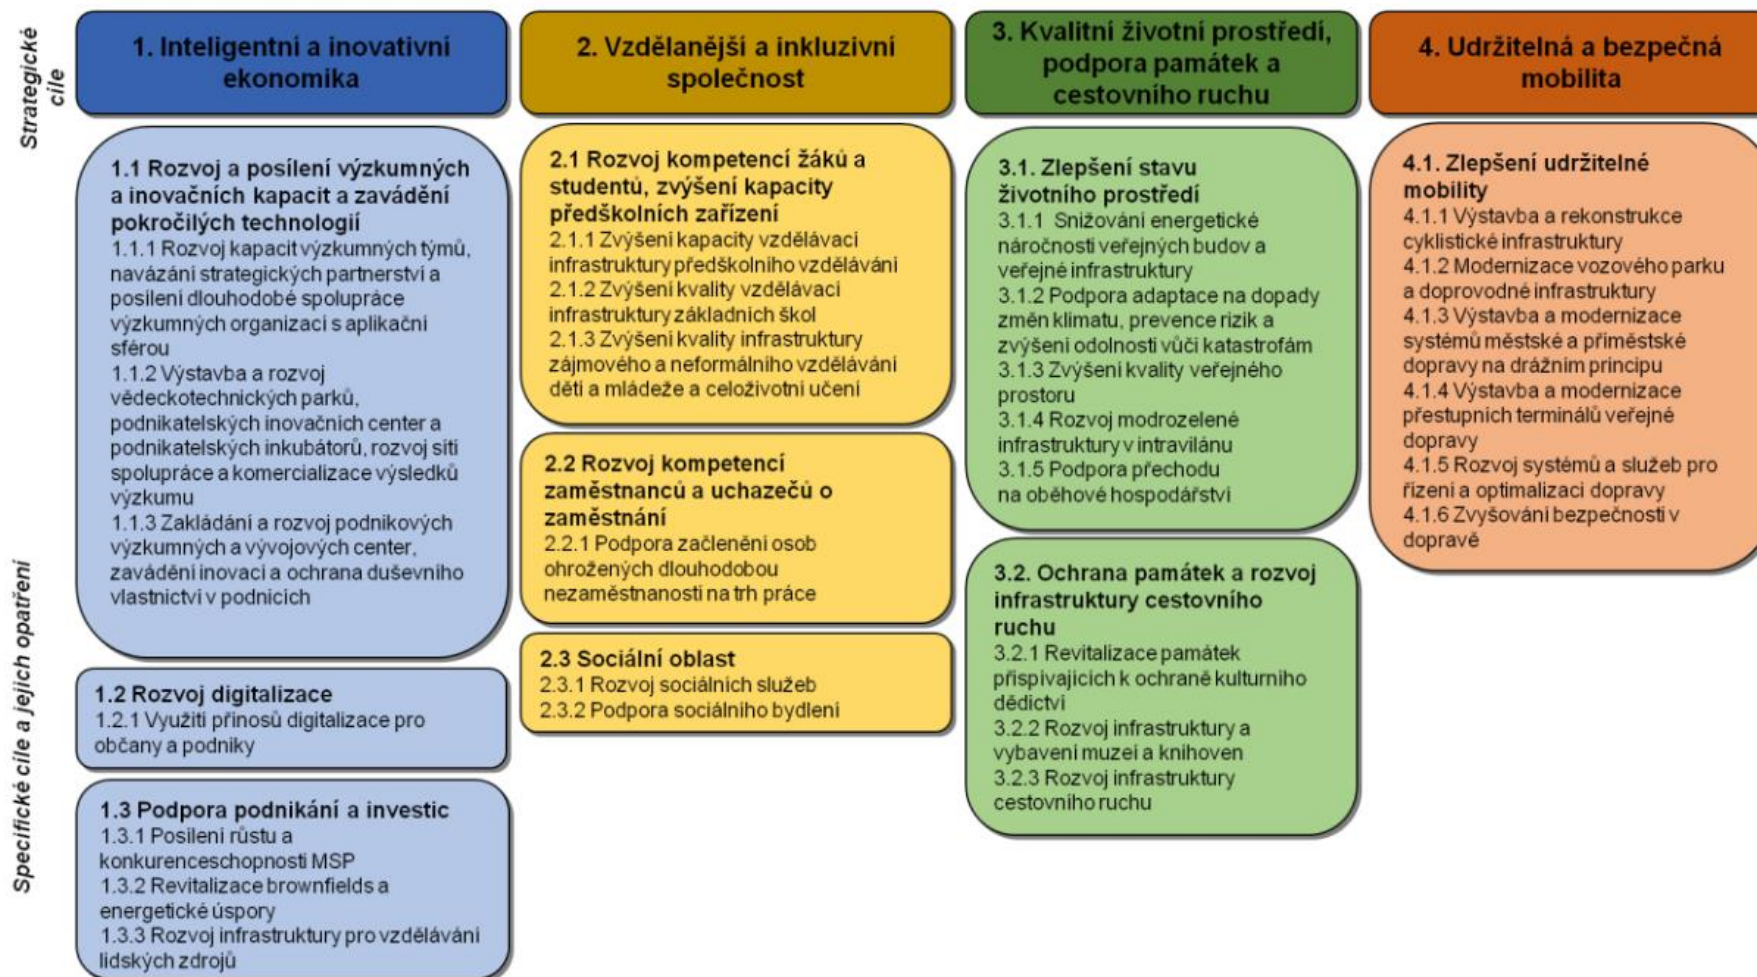 Strategické
cíle
1. Inteligentní a inovativní
ekonomika
2. Vzdělanější a inkluzivní
společnost
3. Kvalitní životní prostředí,
podpora památek a
cestovního ruchu
4. Udržitelná a bezpečná
mobilita
Specifické cíle a jejich opatření
1.1 Rozvoj a posílení výzkumných
a inovačních kapacit a zavádění
pokročilých technologií
1.1.1 Rozvoj kapacit výzkumných týmů,
navázání strategických partnerství a
posílení dlouhodobé spolupráce
výzkumných organizací s aplikační
sférou
1.1.2 Výstavba a rozvoj
vědeckotechnických parků,
podnikatelských inovačních center a
podnikatelských inkubátorů, rozvoj sítí
spolupráce a komercializace výsledků
výzkumu
1.1.3 Zakládání a rozvoj podnikových
výzkumných a vývojových center,
zavádění inovací a ochrana duševního
vlastnictví v podnicích
1.2 Rozvoj digitalizace
1.2.1 Využití přínosů digitalizace pro
občany a podniky
1.3 Podpora podnikání a investic
1.3.1 Posílení růstu a
konkurenceschopnosti MSP
1.3.2 Revitalizace brownfields a
energetické úspory
1.3.3 Rozvoj infrastruktury pro vzdělávání
lidských zdrojů
2.1 Rozvoj kompetencí žáků a
studentů, zvýšení kapacity
předškolních zařízení
2.1.1 Zvýšení kapacity vzdělávací
infrastruktury předškolního vzdělávání
2.1.2 Zvýšení kvality vzdělávací
infrastruktury základních škol
2.1.3 Zvýšení kvality infrastruktury
zájmového a neformálního vzdělávání
dětí a mládeže a celoživotní učení
2.2 Rozvoj kompetencí
zaměstnanců a uchazečů o
zaměstnání
2.2.1 Podpora začlenění osob
ohrožených dlouhodobou
nezaměstnaností na trh práce
2.3 Sociální oblast
2.3.1 Rozvoj sociálních služeb
2.3.2 Podpora sociálního bydlení
3.1. Zlepšení stavu
životního prostředí
3.1.1 Snižování energetické
náročnosti veřejných budov a
veřejné infrastruktury
3.1.2 Podpora adaptace na dopady
změn klimatu, prevence rizik a
zvýšení odolnosti vůči katastrofám
3.1.3 Zvýšení kvality veřejného
prostoru
3.1.4 Rozvoj modrozelené
infrastruktury v intravilánu
3.1.5 Podpora přechodu
na oběhové hospodářství
3.2. Ochrana památek a rozvoj
infrastruktury cestovního
ruchu
3.2.1 Revitalizace památek
přispívajících k ochraně kulturního
dědictví
3.2.2 Rozvoj infrastruktury a
vybavení muzeí a knihoven
3.2.3 Rozvoj infrastruktury
cestovního ruchu
4.1. Zlepšení udržitelné
mobility
4.1.1 Výstavba a rekonstrukce
cyklistické infrastruktury
4.1.2 Modernizace vozového parku
a doprovodné infrastruktury
4.1.3 Výstavba a modernizace
systémů městské a příměstské
dopravy na drážním principu
4.1.4 Výstavba a modernizace
přestupních terminálů veřejné
dopravy
4.1.5 Rozvoj systémů a služeb pro
řízení a optimalizaci dopravy
4.1.6 Zvyšování bezpečnosti v
dopravě